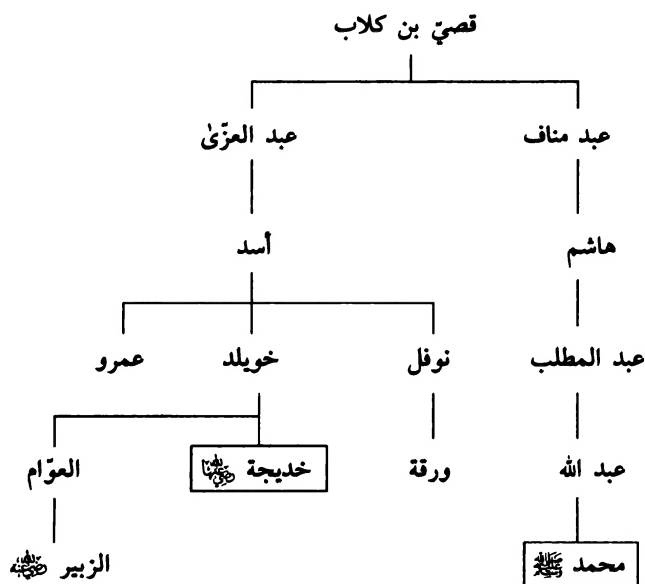 قصيّ بن كلاب
عبد مناف عبد العزّىٰ
هاشم أسد
عبد المطلب نوفل خويلد عمرو
عبد الله ورقة خديجة رضي الله عنها العوّام
محمد ﷺ الزبير رضي الله عنه